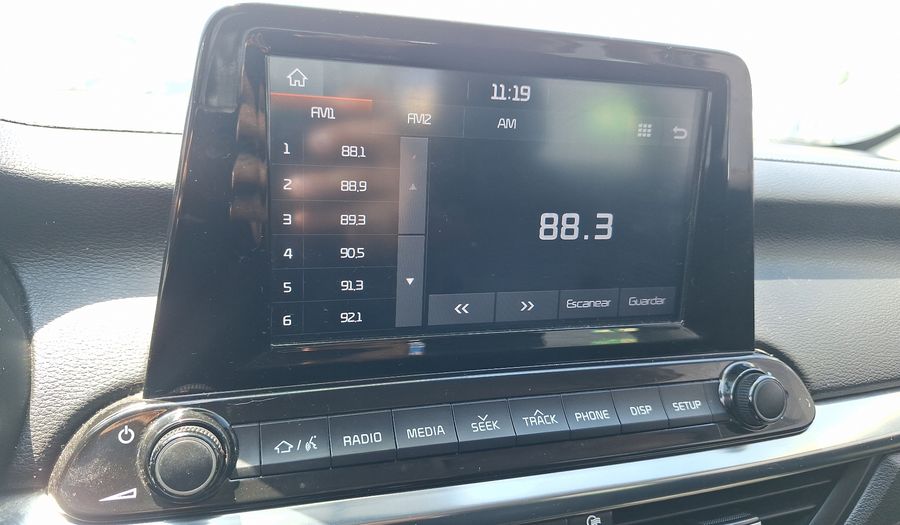 11:19
FM1 FM2 AM
1 88.1
2 88.9
3 89.3
4 90.5
5 91.3
6 92.1
88.3
Escanear Guardar
RADIO MEDIA SEEK TRACK PHONE DISP SETUP